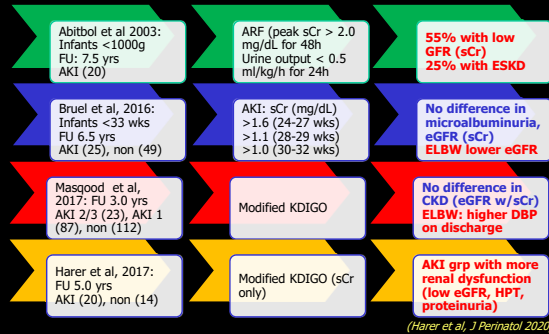 Abitbol et al 2003:
Infants <1000g
FU: 7.5 yrs
AKI (20)
ARF (peak sCr > 2.0
mg/dL for 48h
Urine output < 0.5
ml/kg/h for 24h
55% with low
GFR (sCr)
25% with ESKD
Bruel et al, 2016:
Infants <33 wks
FU 6.5 yrs
AKI (25), non (49)
AKI: sCr (mg/dL)
>1.6 (24-27 wks)
>1.1 (28-29 wks)
>1.0 (30-32 wks)
No difference in
microalbuminuria,
eGFR (sCr)
ELBW lower eGFR
Masqood et al,
2017: FU 3.0 yrs
AKI 2/3 (23), AKI 1
(87), non (112)
Modified KDIGO
No difference in
CKD (eGFR w/sCr)
ELBW: higher DBP
on discharge
Harer et al, 2017:
FU 5.0 yrs
AKI (20), non (14)
Modified KDIGO (sCr
only)
AKI grp with more
renal dysfunction
(low eGFR, HPT,
proteinuria)
(Harer et al, J Perinatol 2020